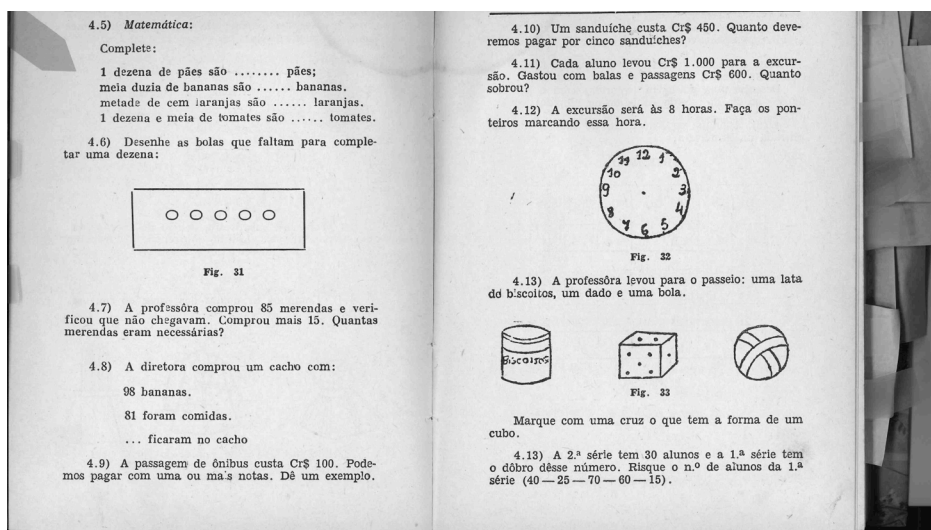 4.5) Matemática:
Complete:
1 dezena de pães são ........ pães;
meia duzia de bananas são ...... bananas.
metade de cem laranjas são ...... laranjas.
1 dezena e meia de tomates são ...... tomates.
4.6) Desenhe as bolas que faltam para comple-
tar uma dezena:
Fig. 31
4.7) A professôra comprou 85 merendas e veri-
ficou que não chegavam. Comprou mais 15. Quantas
merendas eram necessárias?
4.8) A diretora comprou um cacho com:
98 bananas.
81 foram comidas.
... ficaram no cacho
4.9) A passagem de ônibus custa Cr$ 100. Pode-
mos pagar com uma ou mais notas. Dê um exemplo.
4.10) Um sanduíche custa Cr$ 450. Quanto deve-
remos pagar por cinco sanduíches?
4.11) Cada aluno levou Cr$ 1.000 para a excur-
são. Gastou com balas e passagens Cr$ 600. Quanto
sobrou?
4.12) A excursão será às 8 horas. Faça os pon-
teiros marcando essa hora.
12
1
2
3
4
5
6
7
8
9
10
11
Fig. 32
4.13) A professôra levou para o passeio: uma lata
dd biscoitos, um dado e uma bola.
BISCOITOS
Fig. 33
Marque com uma cruz o que tem a forma de um
cubo.
4.13) A 2.ª série tem 30 alunos e a 1.ª série tem
o dôbro dêsse número. Risque o n.º de alunos da 1.ª
série (40 — 25 — 70 — 60 — 15).